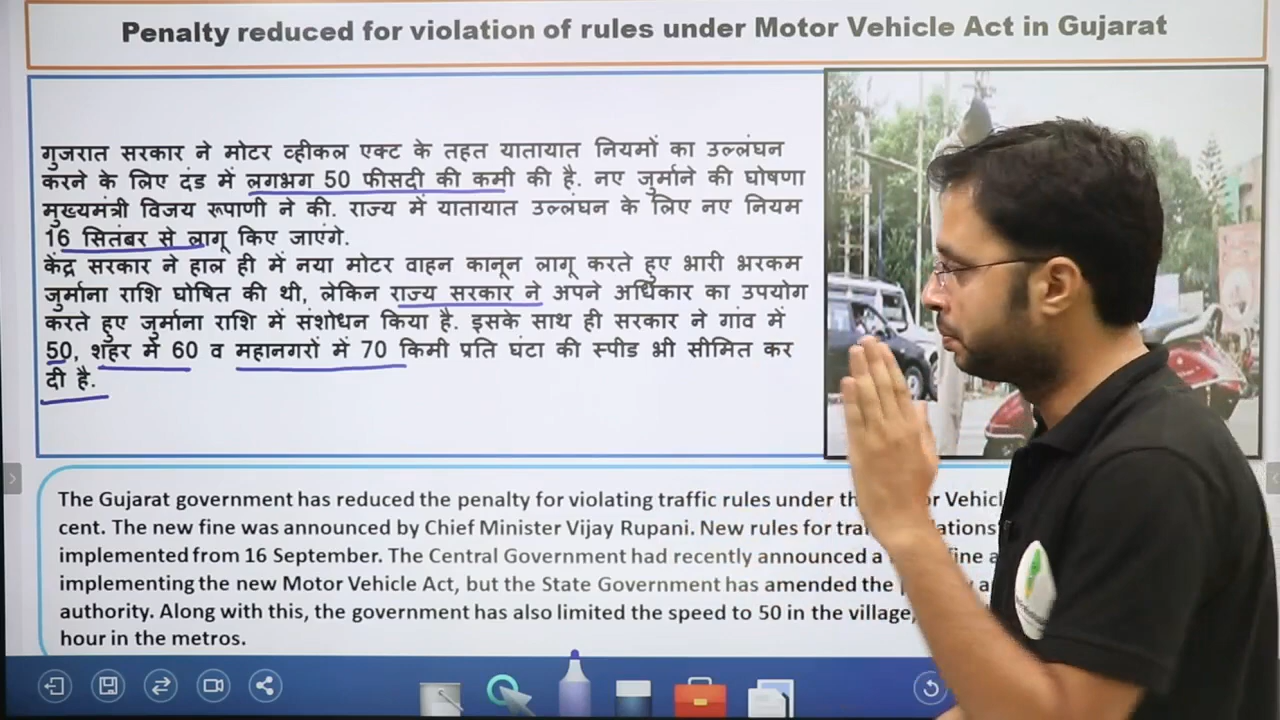 Penalty reduced for violation of rules under Motor Vehicle Act in Gujarat
गुजरात सरकार ने मोटर व्हीकल एक्ट के तहत यातायात नियमों का उल्लंघन
करने के लिए दंड में लगभग 50 फीसदी की कमी की है. नए जुर्माने की घोषणा
मुख्यमंत्री विजय रूपाणी ने की. राज्य में यातायात उल्लंघन के लिए नए नियम
16 सितंबर से लागू किए जाएंगे.
केंद्र सरकार ने हाल ही में नया मोटर वाहन कानून लागू करते हुए भारी भरकम
जुर्माना राशि घोषित की थी, लेकिन राज्य सरकार ने अपने अधिकार का उपयोग
करते हुए जुर्माना राशि में संशोधन किया है. इसके साथ ही सरकार ने गांव में
50, शहर में 60 व महानगरों में 70 किमी प्रति घंटा की स्पीड भी सीमित कर
दी है.
The Gujarat government has reduced the penalty for violating traffic rules under
cent. The new fine was announced by Chief Minister Vijay Rupani. New rules for
implemented from 16 September. The Central Government had recently announced a
implementing the new Motor Vehicle Act, but the State Government has amended the
authority. Along with this, the government has also limited the speed to 50 in the village,
hour in the metros.